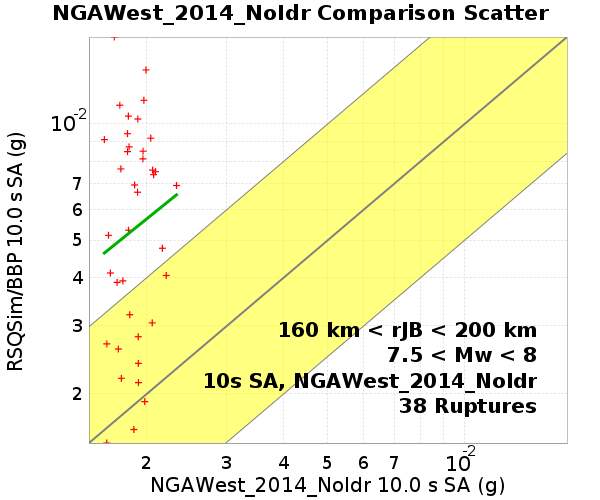 NGAWest_2014_NoIdr Comparison Scatter
RSQSim/BBP 10.0 s SA (g)
10-2
7
6
5
4
3
2
160 km < rJB < 200 km
7.5 < Mw < 8
10s SA, NGAWest_2014_NoIdr
38 Ruptures
2 3 4 5 6 7 10-2
NGAWest_2014_NoIdr 10.0 s SA (g)